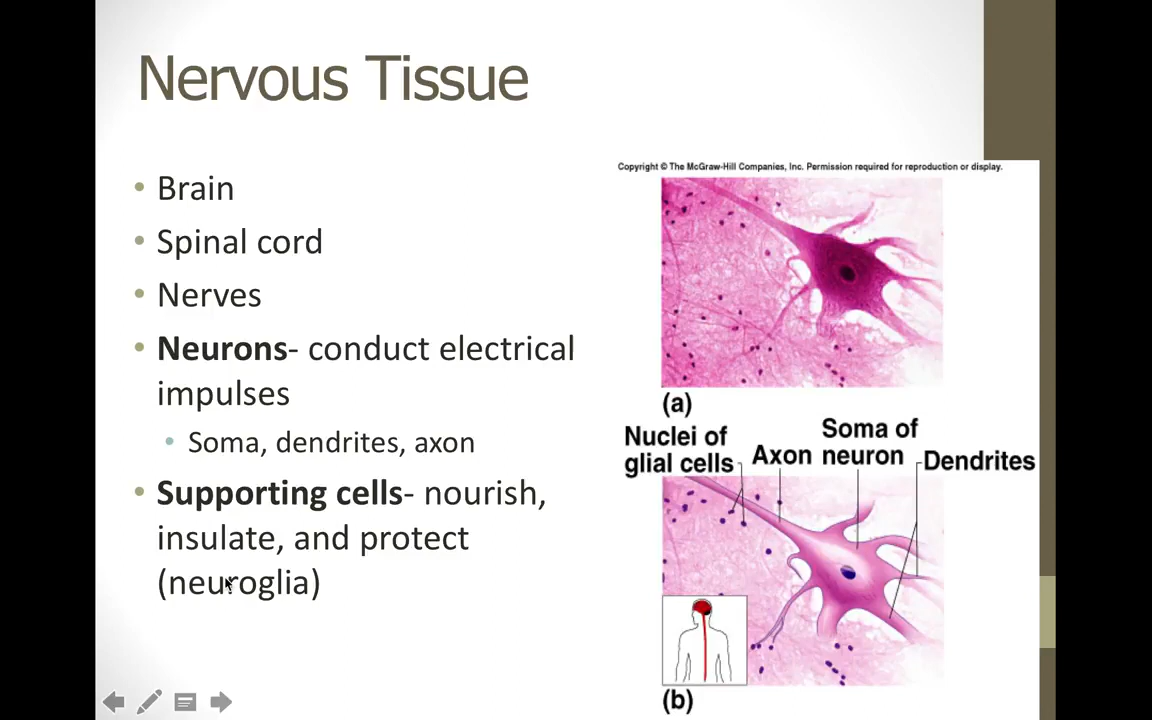 Nervous Tissue
• Brain
• Spinal cord
• Nerves
• Neurons- conduct electrical
impulses
• Soma, dendrites, axon
• Supporting cells- nourish,
insulate, and protect
(neuroglia)
Copyright © The McGraw-Hill Companies, Inc. Permission required for reproduction or display.
(a)
Nuclei of
glial cells
Axon
Soma of
neuron
Dendrites
(b)